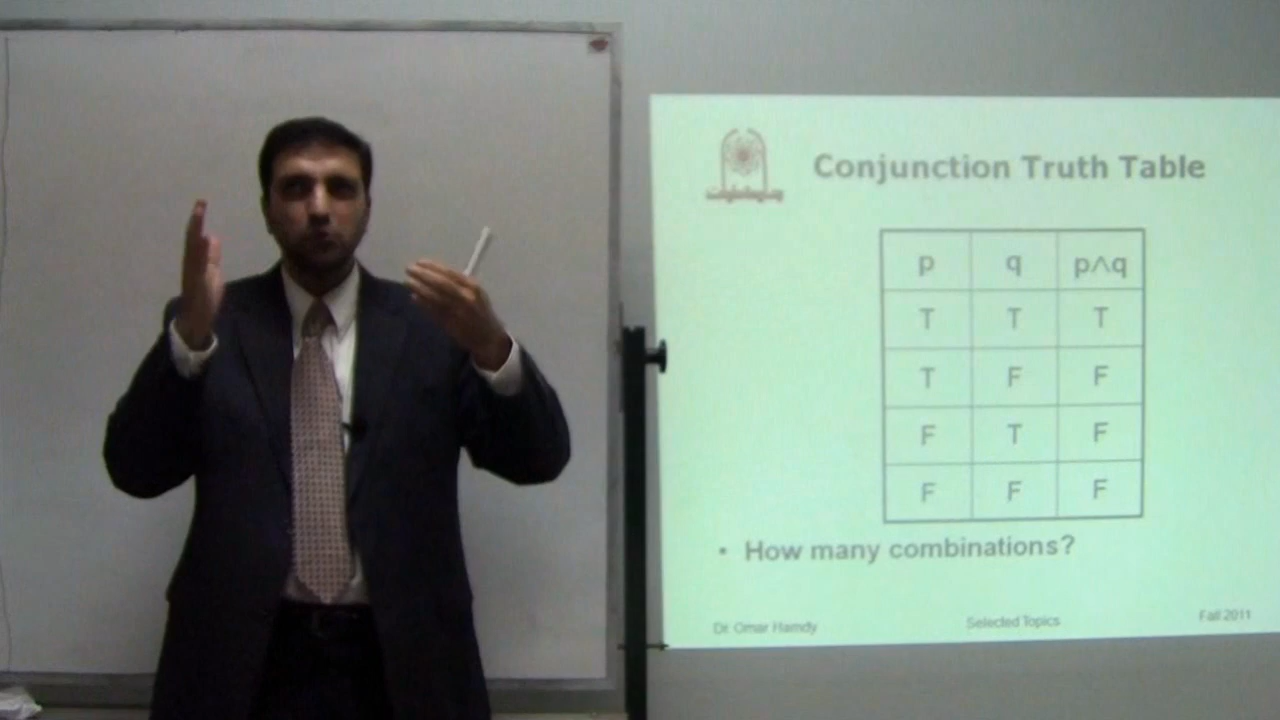 Conjunction Truth Table
p q p∧q
T T T
T F F
F T F
F F F
• How many combinations?
Dr. Omar Hamdy Selected Topics Fall 2011